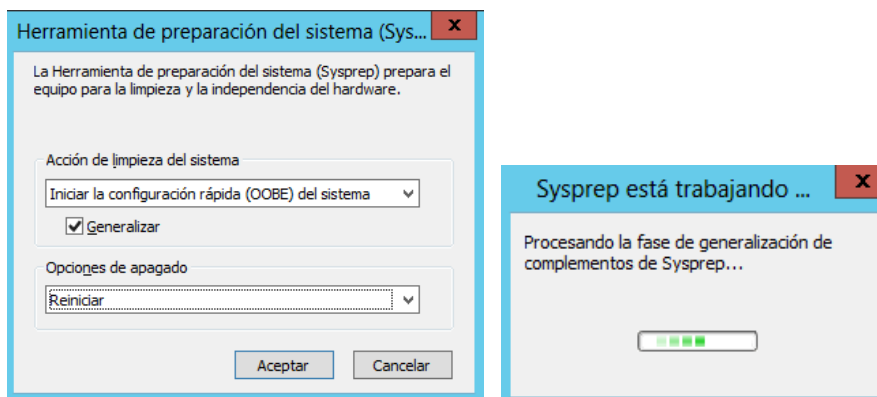 Herramienta de preparación del sistema (Sys...
x
La Herramienta de preparación del sistema (Sysprep) prepara el
equipo para la limpieza y la independencia del hardware.
Acción de limpieza del sistema
Iniciar la configuración rápida (OOBE) del sistema
Generalizar
Opciones de apagado
Reiniciar
Aceptar
Cancelar
Sysprep está trabajando ...
x
Procesando la fase de generalización de
complementos de Sysprep...